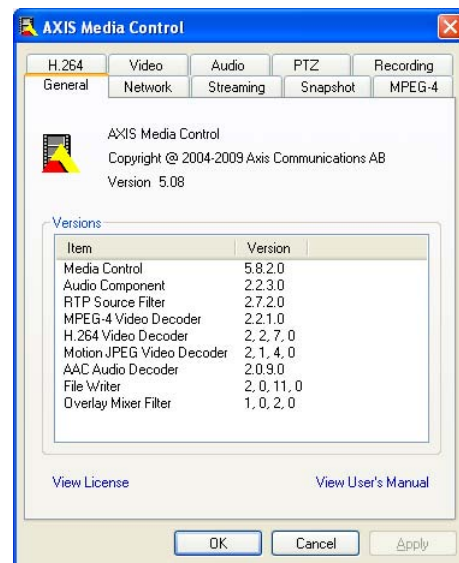 AXIS Media Control
H.264 Video Audio PTZ Recording
General Network Streaming Snapshot MPEG-4
AXIS Media Control
Copyright @ 2004-2009 Axis Communications AB
Version 5.08
Versions
Item Version
Media Control 5.8.2.0
Audio Component 2.2.3.0
RTP Source Filter 2.7.2.0
MPEG-4 Video Decoder 2.2.1.0
H.264 Video Decoder 2, 2, 7, 0
Motion JPEG Video Decoder 2, 1, 4, 0
AAC Audio Decoder 2.0.9.0
File Writer 2, 0, 11, 0
Overlay Mixer Filter 1, 0, 2, 0
View License View User's Manual
OK Cancel Apply